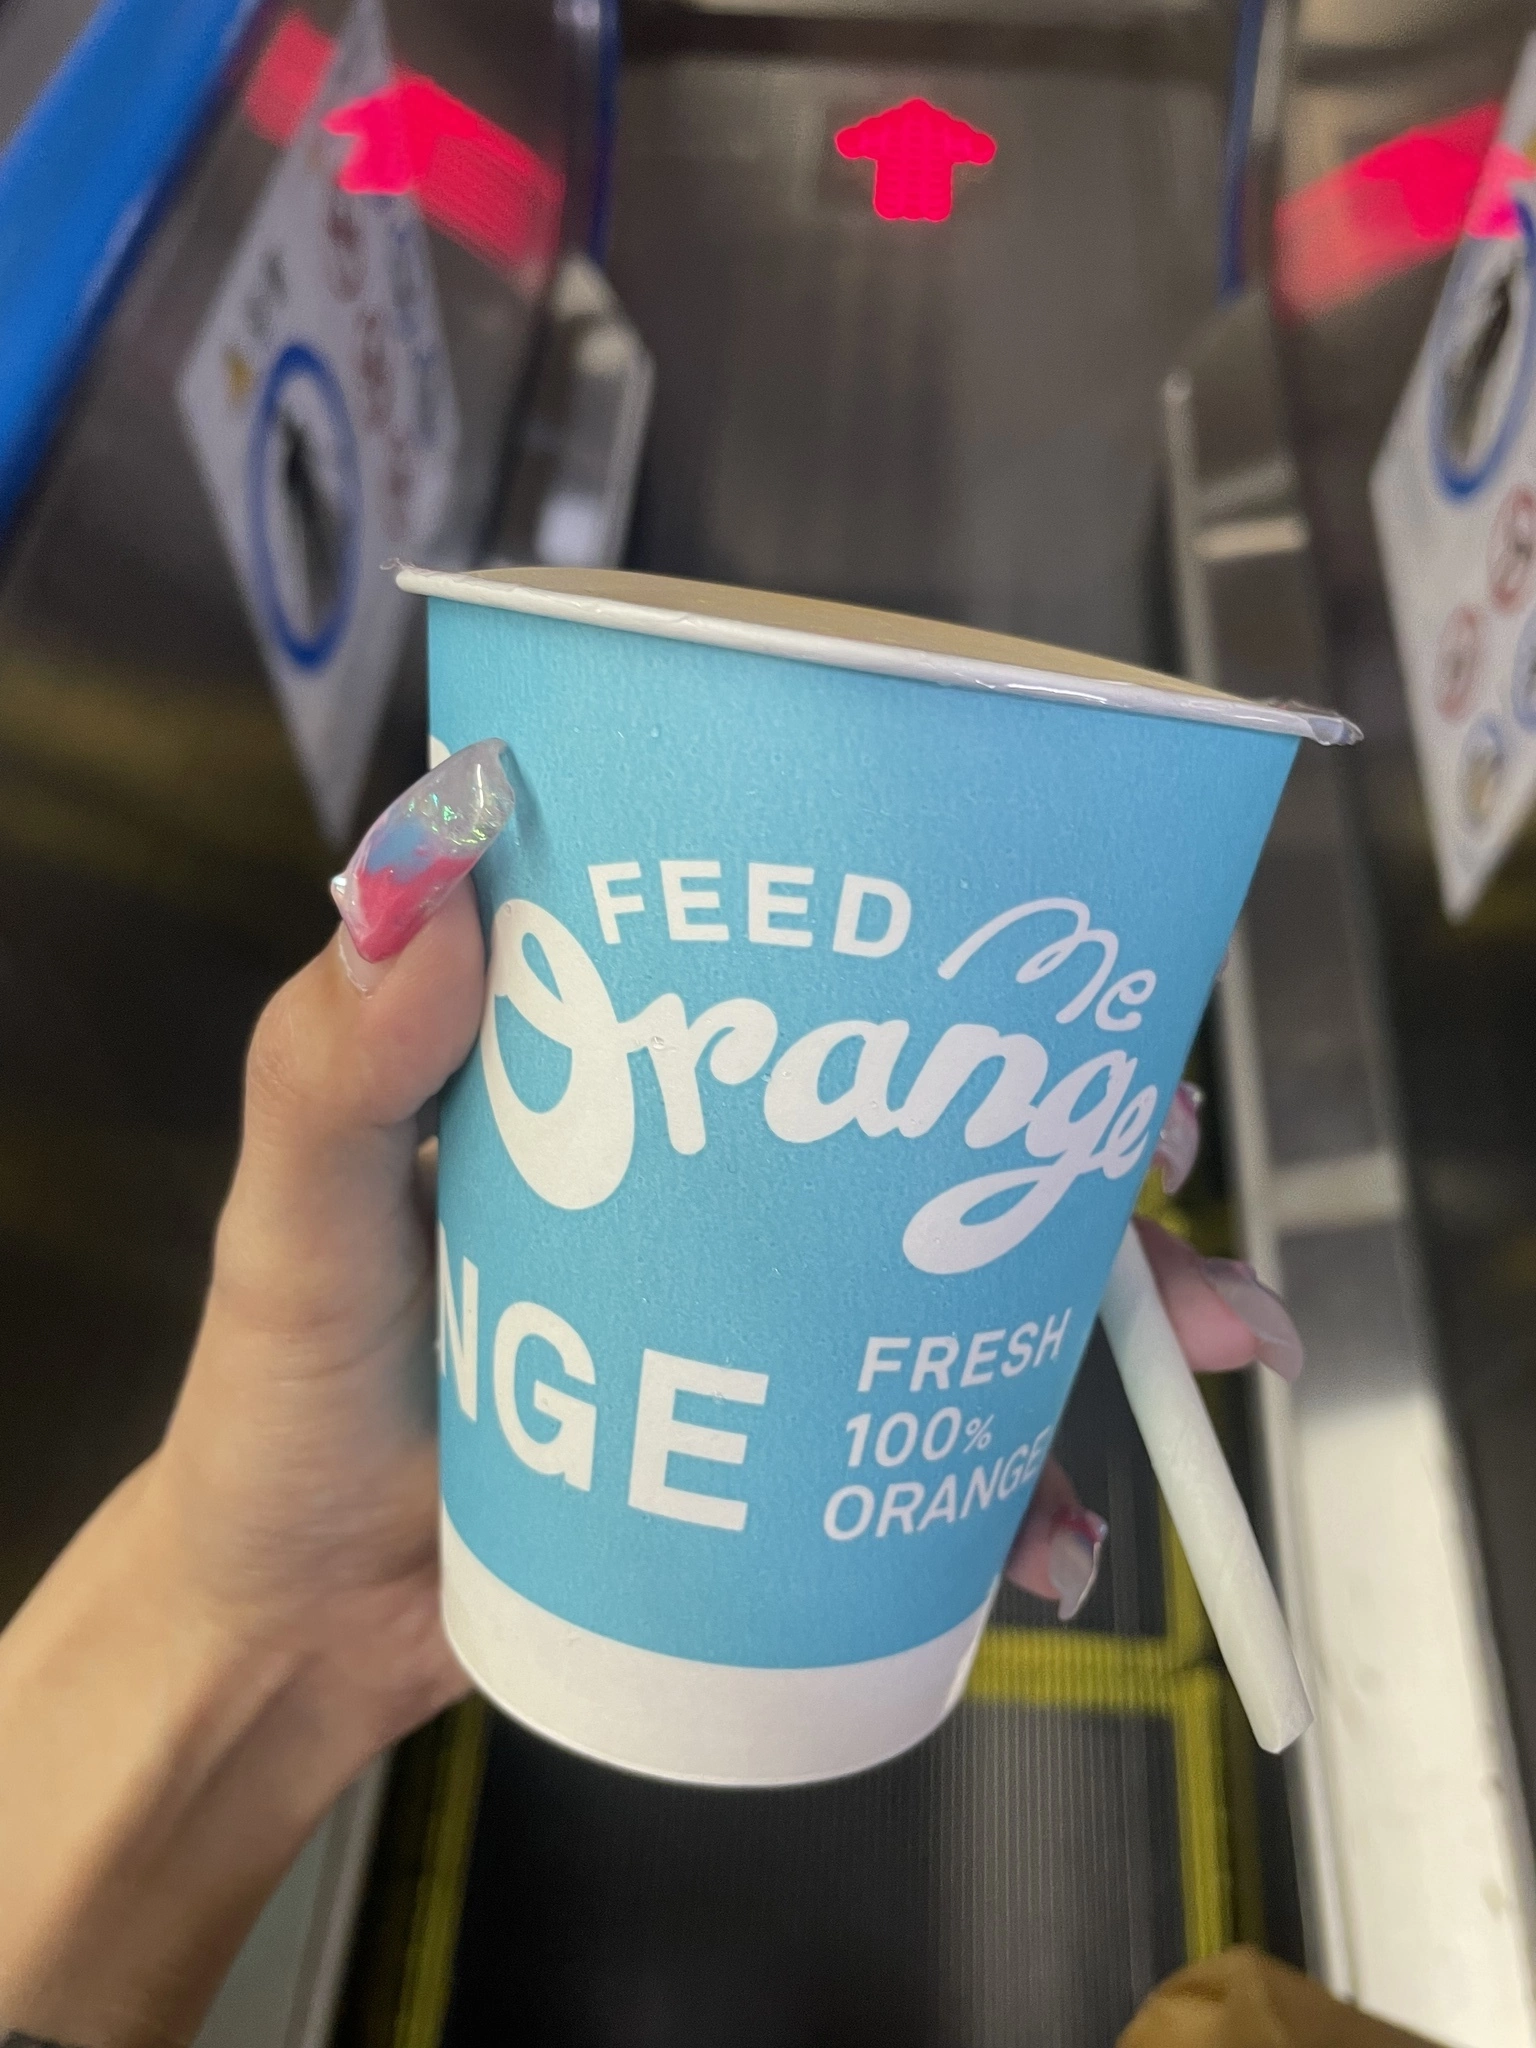 FEED Me
Orange
NGE
FRESH
100%
ORANGE